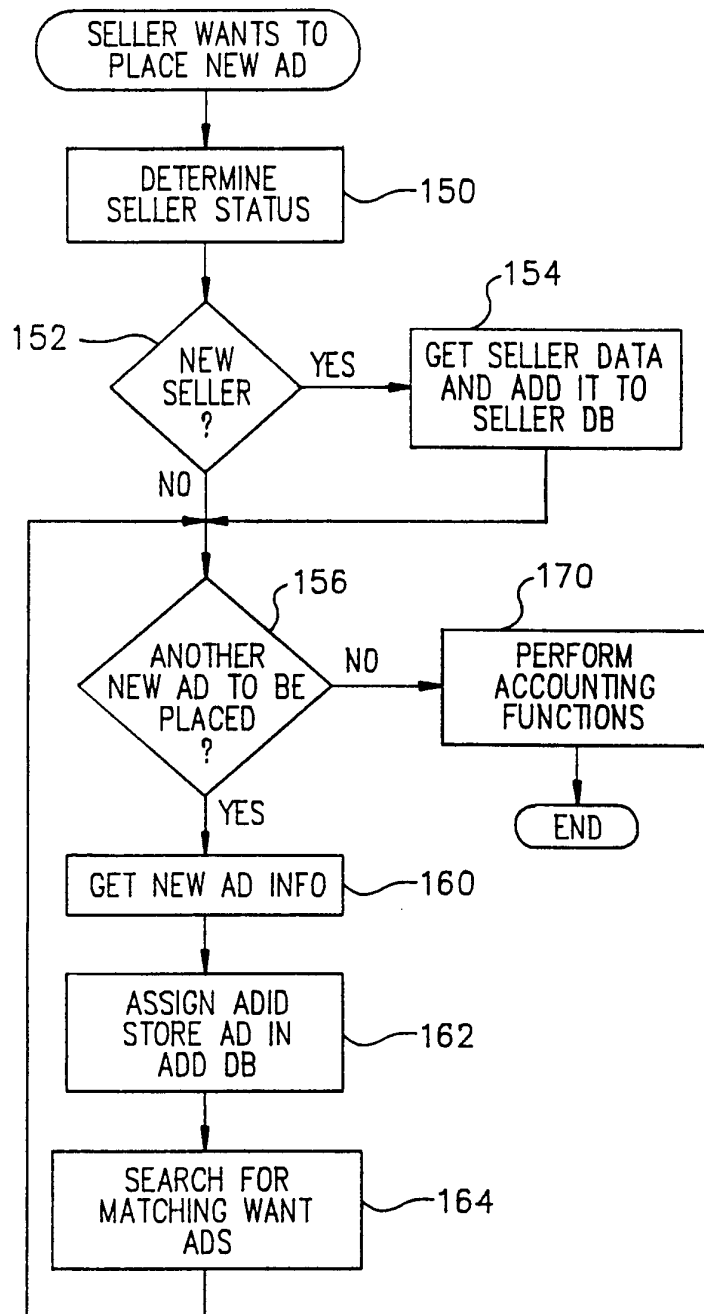 SELLER WANTS TO
PLACE NEW AD
DETERMINE
SELLER STATUS
150
152
NEW
SELLER
?
YES
154
GET SELLER DATA
AND ADD IT TO
SELLER DB
NO
156
ANOTHER
NEW AD TO BE
PLACED
?
NO
170
PERFORM
ACCOUNTING
FUNCTIONS
END
YES
GET NEW AD INFO
160
ASSIGN ADID
STORE AD IN
ADD DB
162
SEARCH FOR
MATCHING WANT
ADS
164